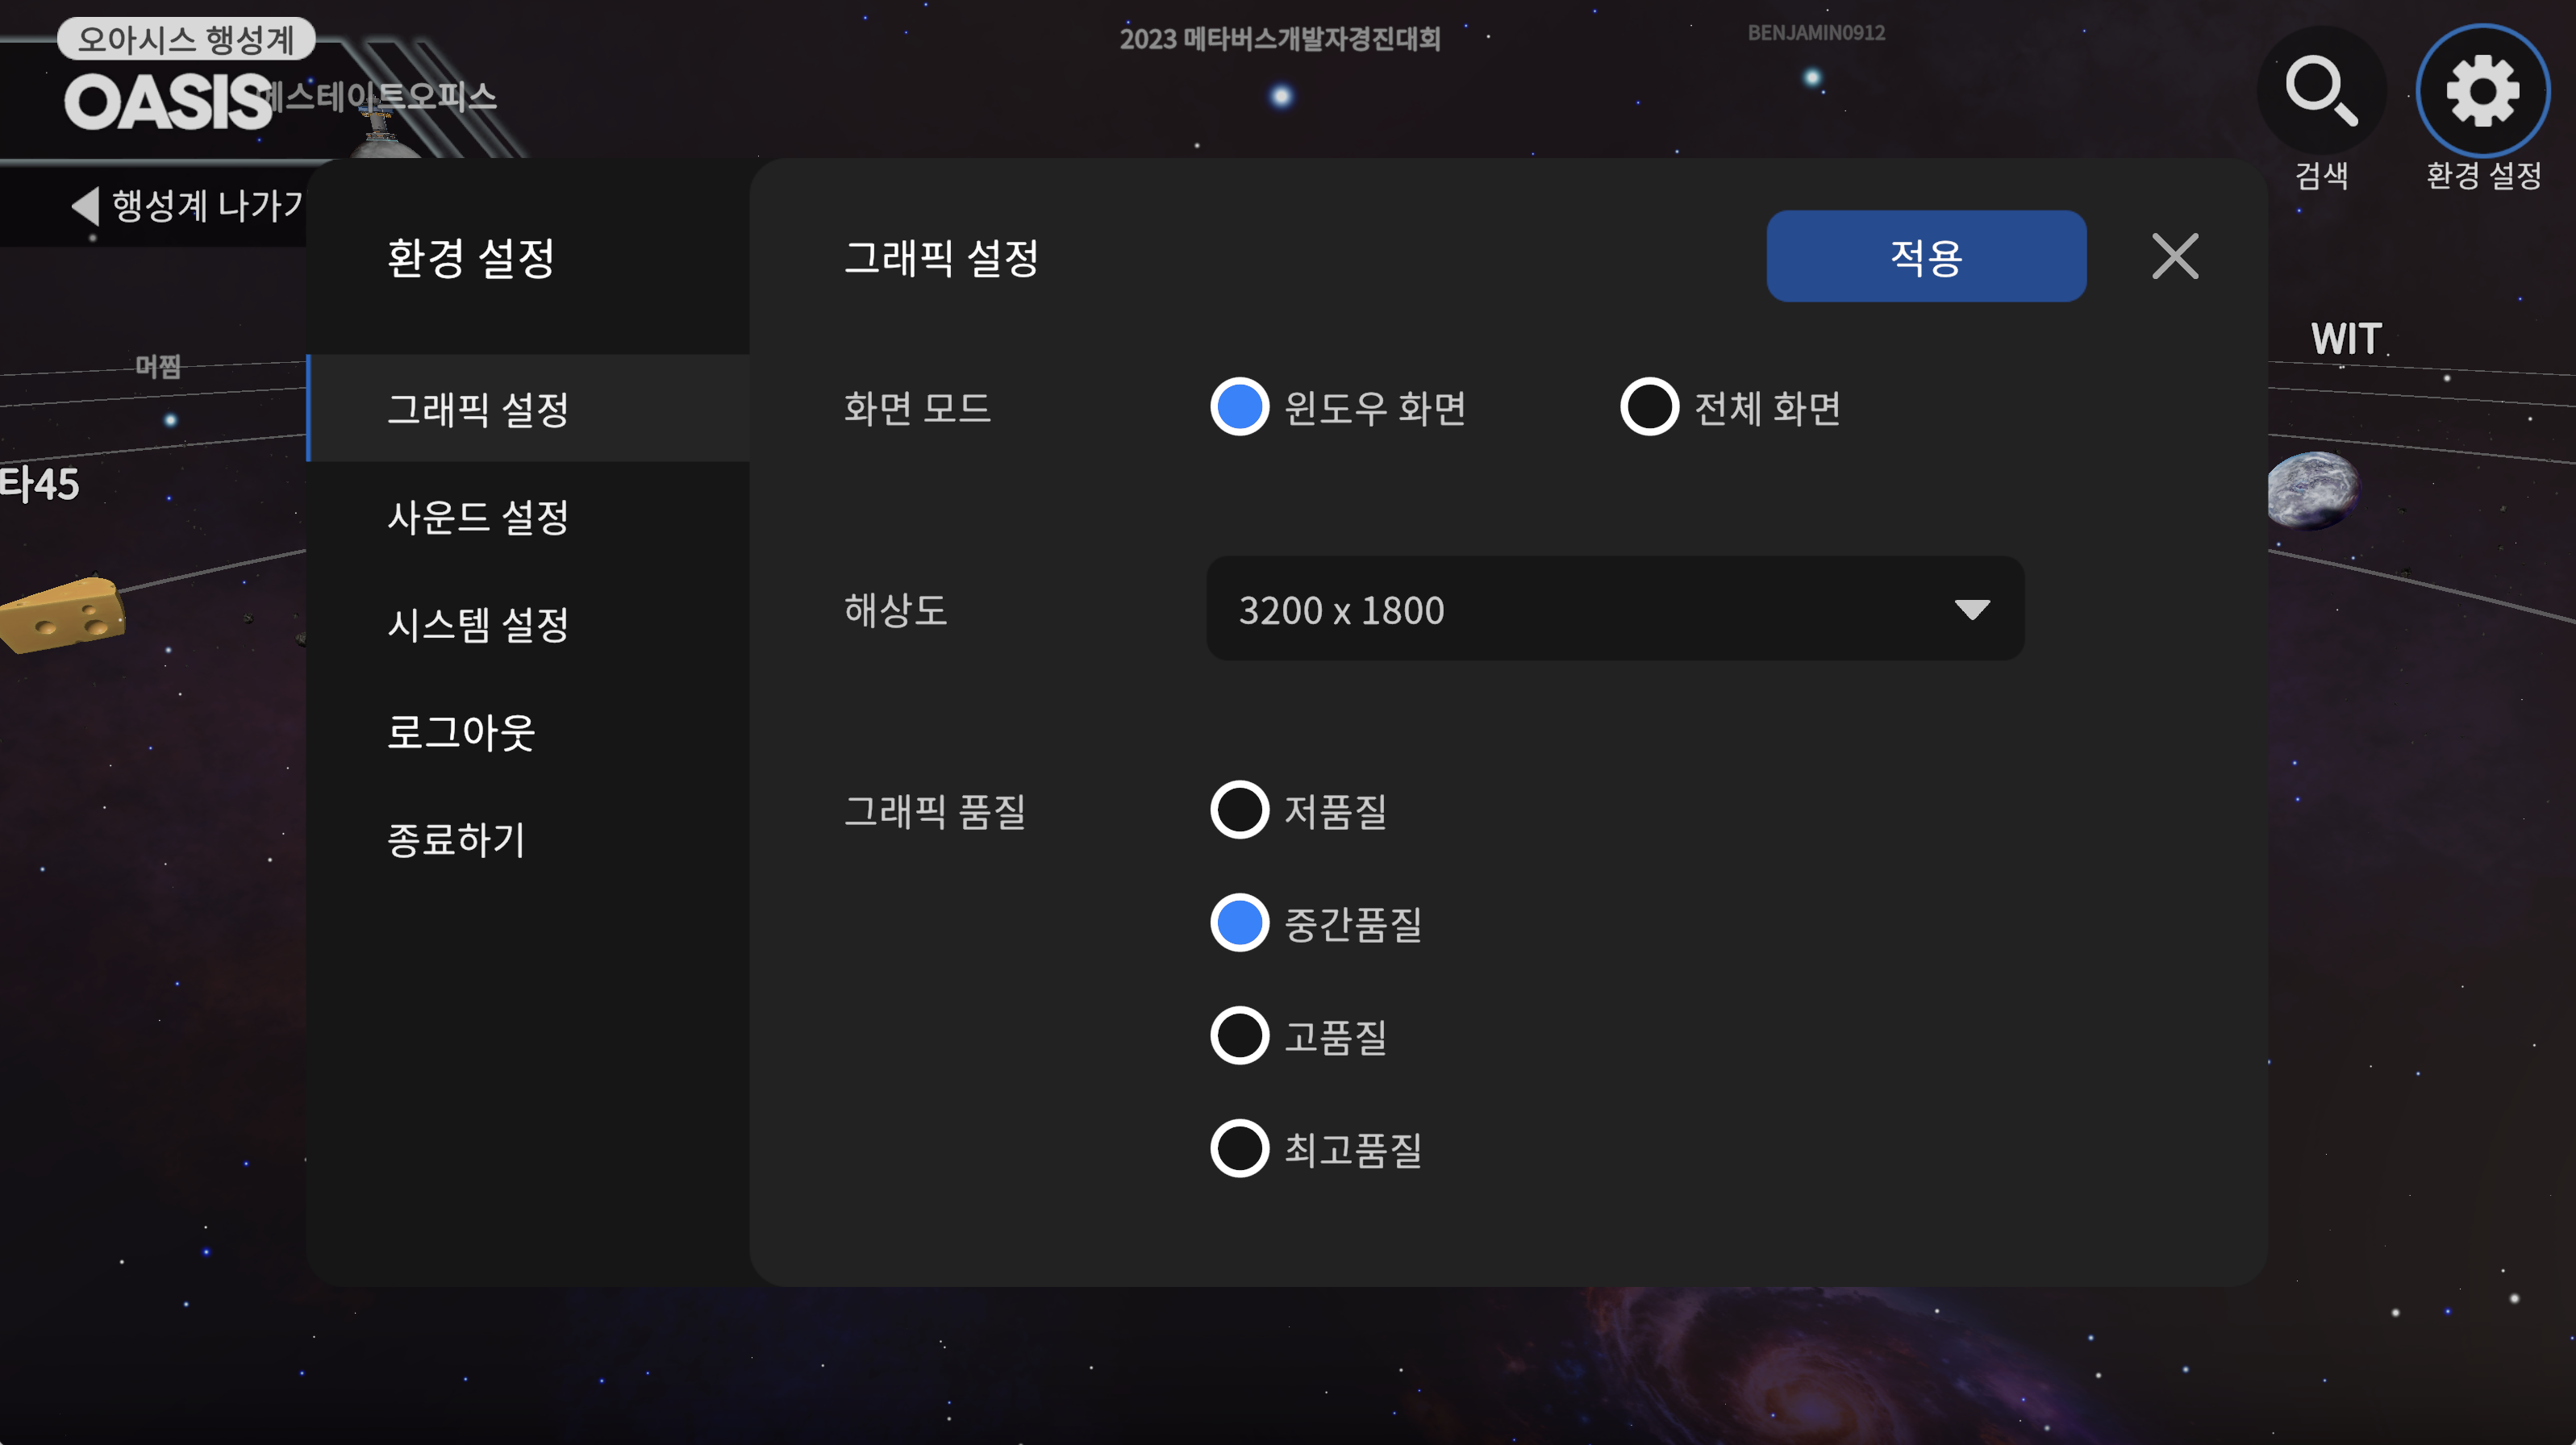 오아시스 행성계
2023 메타버스개발자경진대회
BENJAMIN0912
OASIS
에스테이트오피스
검색
환경 설정
행성계 나가기
환경 설정
그래픽 설정
적용
WIT
머찜
그래픽 설정
화면 모드
윈도우 화면
전체 화면
타45
사운드 설정
해상도
3200 x 1800
시스템 설정
로그아웃
그래픽 품질
저품질
종료하기
중간품질
고품질
최고품질